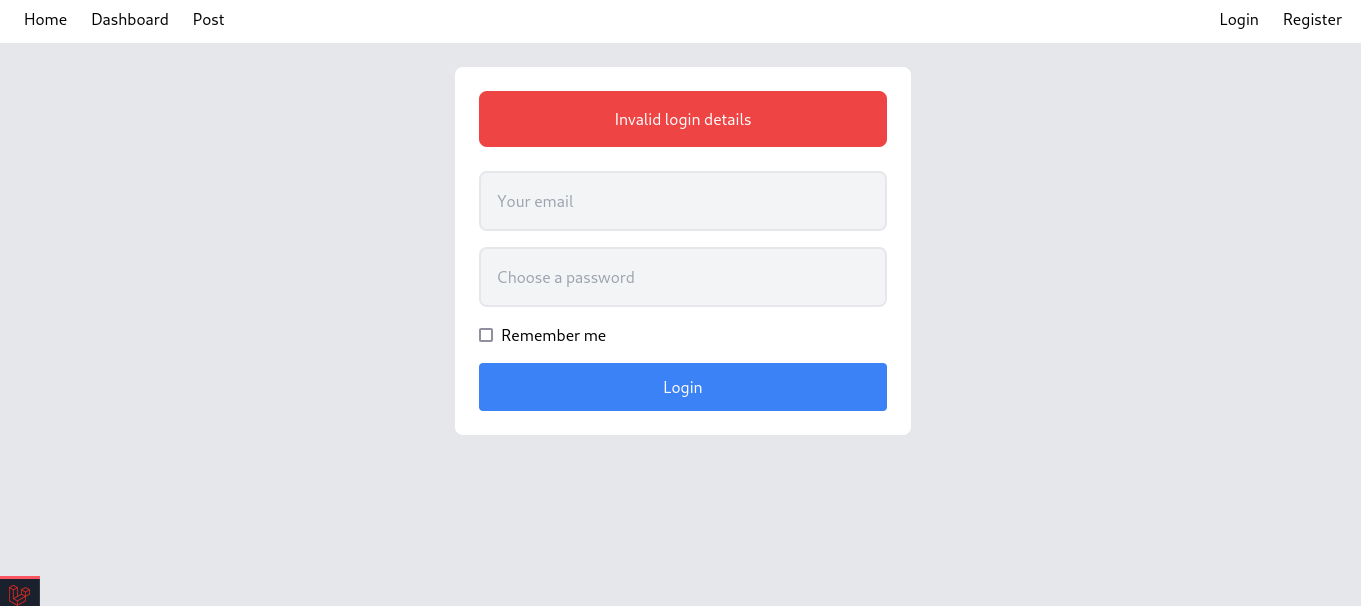 Home Dashboard Post Login Register
Invalid login details
Your email
Choose a password
Remember me
Login